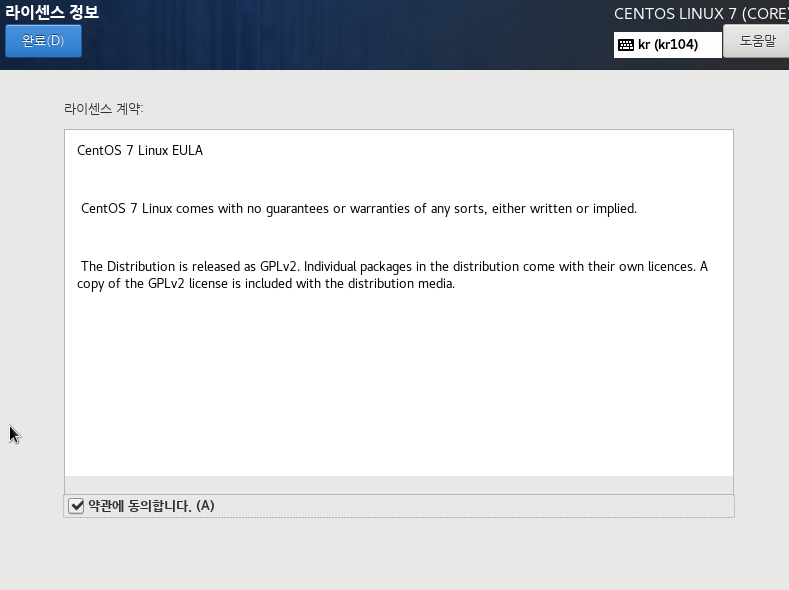 라이센스 정보
CENTOS LINUX 7 (CORE)
완료(D)
kr (kr104)
도움말
라이센스 계약:
CentOS 7 Linux EULA
CentOS 7 Linux comes with no guarantees or warranties of any sorts, either written or implied.
The Distribution is released as GPLv2. Individual packages in the distribution come with their own licences. A
copy of the GPLv2 license is included with the distribution media.
약관에 동의합니다. (A)